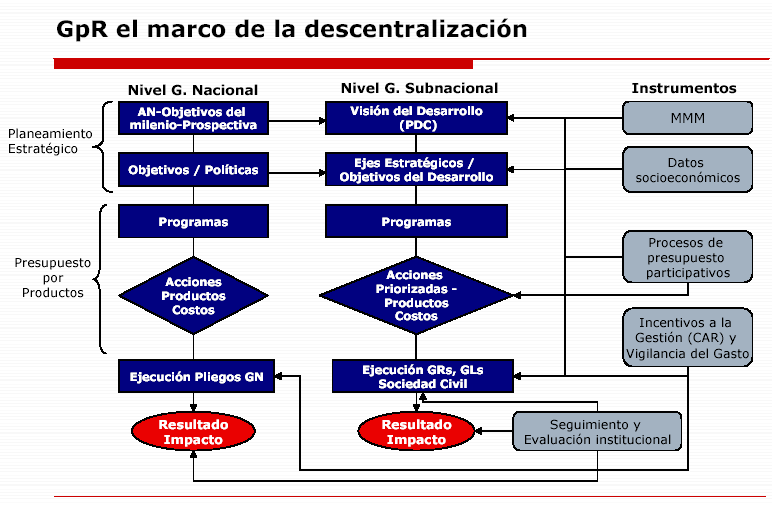 GpR el marco de la descentralización
Nivel G. Nacional
Nivel G. Subnacional
Instrumentos
Planeamiento
Estratégico
AN-Objetivos del
milenio-Prospectiva
Visión del Desarrollo
(PDC)
MMM
Objetivos / Políticas
Ejes Estratégicos /
Objetivos del Desarrollo
Datos
socioeconómicos
Presupuesto
por
Productos
Programas
Programas
Procesos de
presupuesto
participativos
Acciones
Productos
Costos
Acciones
Priorizadas -
Productos
Costos
Incentivos a la
Gestión (CAR) y
Vigilancia del Gasto
Ejecución Pliegos GN
Ejecución GRs, GLs
Sociedad Civil
Resultado
Impacto
Resultado
Impacto
Seguimiento y
Evaluación institucional